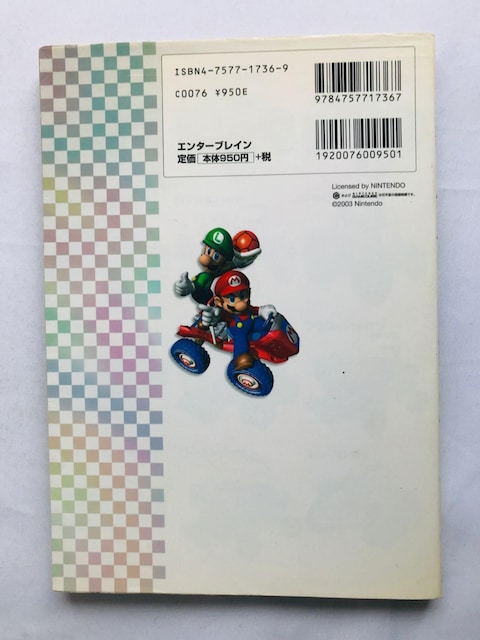 ISBN4-7577-1736-9
C0076 ¥950E
エンターブレイン
定価 本体950円 +税
9784757717367
1920076009501
Licensed by NINTENDO
©2003 Nintendo
L
M